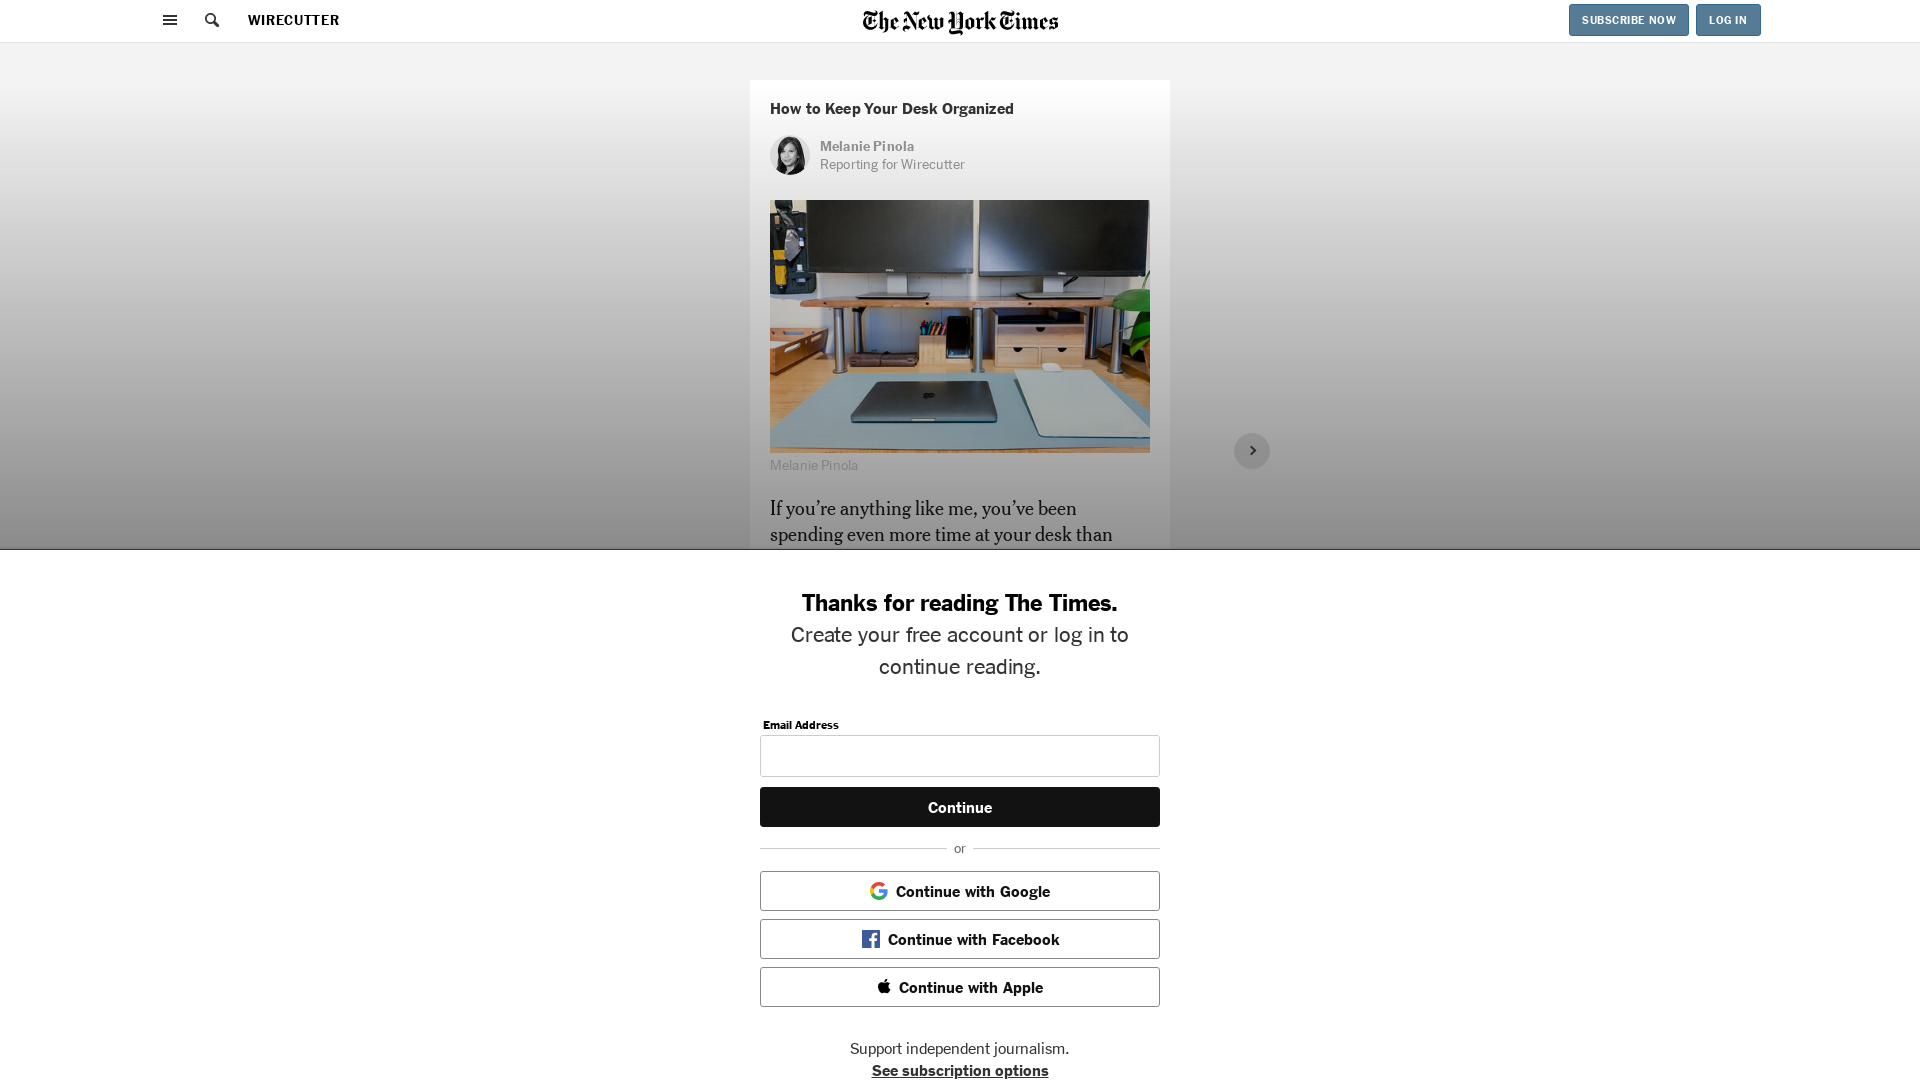 WIRECUTTER
The New York Times
SUBSCRIBE NOW
LOG IN
How to Keep Your Desk Organized
Melanie Pinola
Reporting for Wirecutter
Melanie Pinola
If you’re anything like me, you’ve been
spending even more time at your desk than
Thanks for reading The Times.
Create your free account or log in to
continue reading.
Email Address
Continue
or
Continue with Google
Continue with Facebook
Continue with Apple
Support independent journalism.
See subscription options